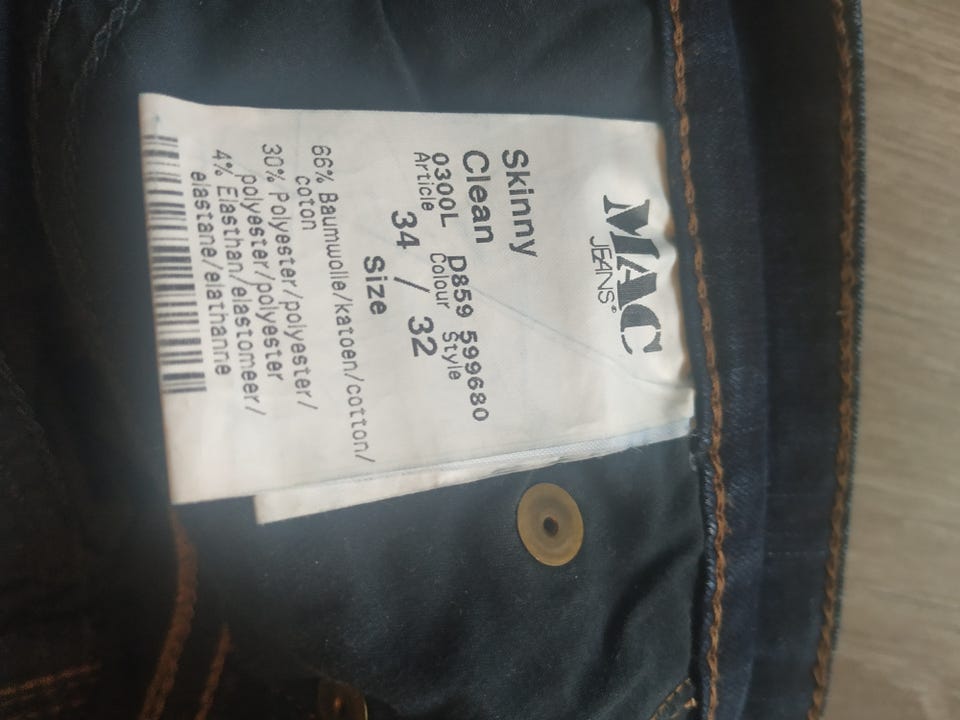 MAC
JEANS®
Skinny
Clean
0300L D859 599680
Article Colour Style
34 / 32
Size
66% Baumwolle/katoen/cotton/
coton
30% Polyester/polyester/
polyester/polyester
4% Elasthan/elastomeer/
elastane/elathanne